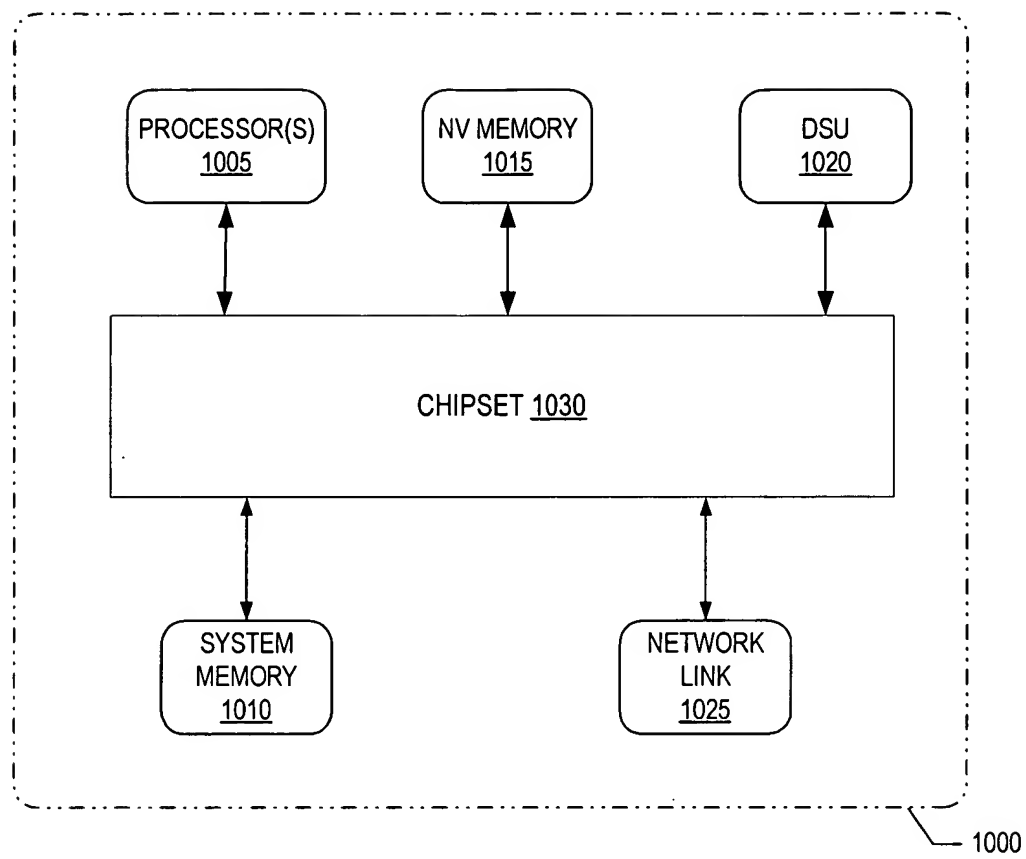 PROCESSOR(S)
1005
NV MEMORY
1015
DSU
1020
CHIPSET 1030
SYSTEM
MEMORY
1010
NETWORK
LINK
1025
1000